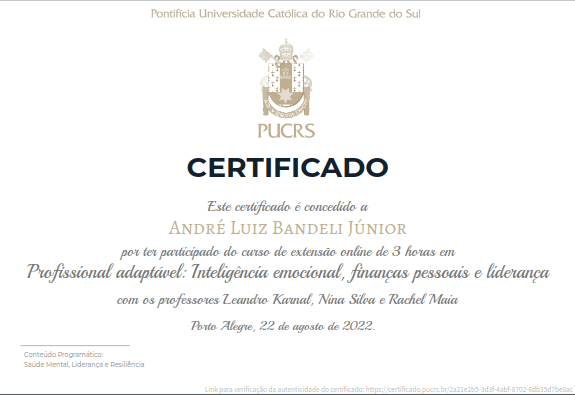 Pontifícia Universidade Católica do Rio Grande do Sul
PUCRS
CERTIFICADO
Este certificado é concedido a
André Luiz Bandeli Júnior
por ter participado do curso de extensão online de 3 horas em
Profissional adaptável: Inteligência emocional, finanças pessoais e liderança
com os professores Leandro Karnal, Nina Silva e Rachel Maia
Porto Alegre, 22 de agosto de 2022.
Conteúdo Programático:
Saúde Mental, Liderança e Resiliência
Link para verificação da autenticidade do certificado: https://certificado.pucrs.br/2a21e2b5-3d3f-4abf-8702-6db35d7be8ac